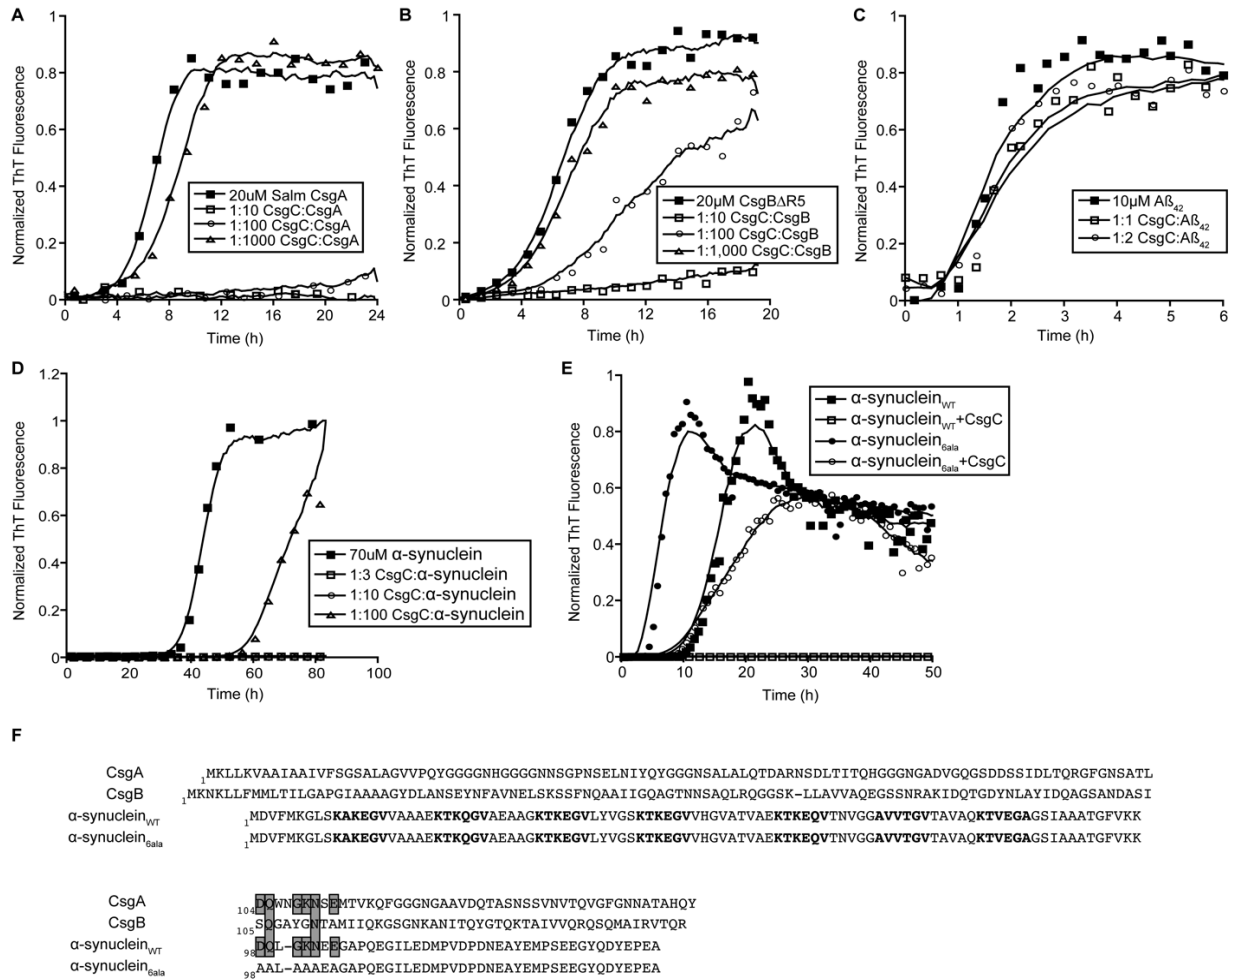 A
Normalized ThT Fluorescence
1
0.8
0.6
0.4
0.2
0
0 4 8 12 16 20 24
Time (h)
20uM Salm CsgA
1:10 CsgC:CsgA
1:100 CsgC:CsgA
1:1000 CsgC:CsgA
B
Normalized ThT Fluorescence
1
0.8
0.6
0.4
0.2
0
0 4 8 12 16 20
Time (h)
20µM CsgBΔR5
1:10 CsgC:CsgB
1:100 CsgC:CsgB
1:1,000 CsgC:CsgB
C
Normalized ThT Fluorescence
1
0.8
0.6
0.4
0.2
0
0 1 2 3 4 5 6
Time (h)
10µM Aß42
1:1 CsgC:Aß42
1:2 CsgC:Aß42
D
Normalized ThT Fluorescence
1.2
1
0.8
0.6
0.4
0.2
0
0 20 40 60 80 100
Time (h)
70uM α-synuclein
1:3 CsgC:α-synuclein
1:10 CsgC:α-synuclein
1:100 CsgC:α-synuclein
E
Normalized ThT Fluorescence
1
0.8
0.6
0.4
0.2
0
0 10 20 30 40 50
Time (h)
α-synucleinWT
α-synucleinWT+CsgC
α-synuclein6ala
α-synuclein6ala+CsgC
F
CsgA 1MKLLKVAAIAAIVFSGSALAGVVPQYGGGGNHGGGGNNSGPNSELNIYQYGGGNSALALQTDARNSDLTITQHGGGNGADVGQGSDDSSIDLTQRGFGNSATL
CsgB 1MKNKLLFMMLTILGAPGIAAAAGYDLANSEYNFAVNELSKSSFNQAAIIGQAGTNNSAQLRQGGSK-LLAVVAQEGSSNRAKIDQTGDYNLAYIDQAGSANDASI
α-synucleinWT 1MDVFMKGLSKAKEGVVAAAEKTKQGVAEAAGKTKEGVLYVGSKTKEGVVHGVATVAEKTKEQVTNVGGAVVTGVTAVAQKTVEGAGSIAAATGFVKK
α-synuclein6ala 1MDVFMKGLSKAKEGVVAAAEKTKQGVAEAAGKTKEGVLYVGSKTKEGVVHGVATVAEKTKEQVTNVGGAVVTGVTAVAQKTVEGAGSIAAATGFVKK
CsgA 104DQWNGKNSEMTVKQFGGGNGAAVDQTASNSSVNVTQVGFGNNATAHQY
CsgB 105SQGAYGNTAMIIQKGSGNKANITQYGTQKTAIVVQRQSQMAIRVTQR
α-synucleinWT 98DQL-GKNEEGAPQEGILEDMPVDPDNEAYEMPSEEGYQDYEPEA
α-synuclein6ala 98AAL-AAAEAGAPQEGILEDMPVDPDNEAYEMPSEEGYQDYEPEA